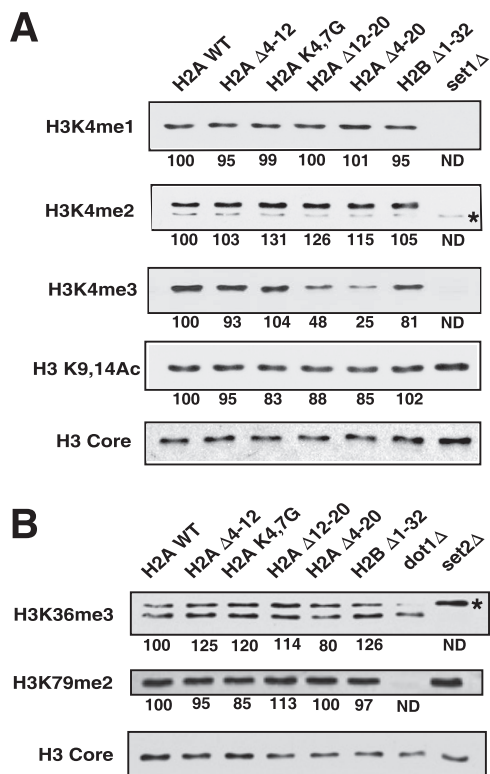 A
H2A WT
H2A Δ4-12
H2A K4,7G
H2A Δ12-20
H2A Δ4-20
H2B Δ1-32
set1Δ
H3K4me1
100 95 99 100 101 95 ND
H3K4me2
*
100 103 131 126 115 105 ND
H3K4me3
100 93 104 48 25 81 ND
H3 K9,14Ac
100 95 83 88 85 102
H3 Core
B
H2A WT
H2A Δ4-12
H2A K4,7G
H2A Δ12-20
H2A Δ4-20
H2B Δ1-32
dot1Δ
set2Δ
H3K36me3
*
100 125 120 114 80 126 ND
H3K79me2
100 95 85 113 100 97 ND
H3 Core